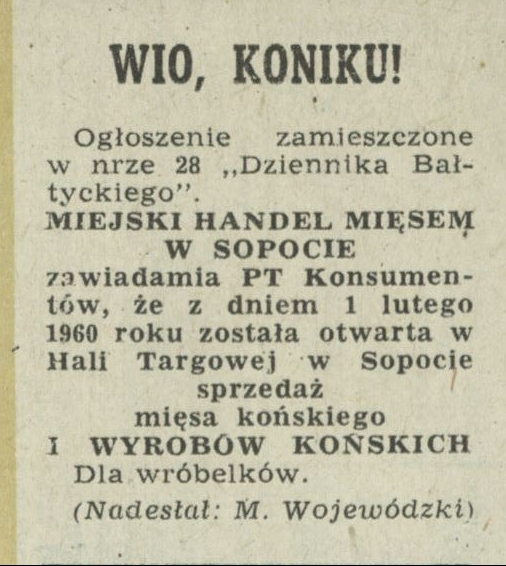 WIO, KONIKU!
Ogłoszenie zamieszczone
w nrze 28 „Dziennika Bał-
tyckiego”.
MIEJSKI HANDEL MIĘSEM
W SOPOCIE
zawiadamia PT Konsumen-
tów, że z dniem 1 lutego
1960 roku została otwarta w
Hali Targowej w Sopocie
sprzedaż
mięsa końskiego
I WYROBÓW KOŃSKICH
Dla wróbelków.
(Nadesłał: M. Wojewódzki)